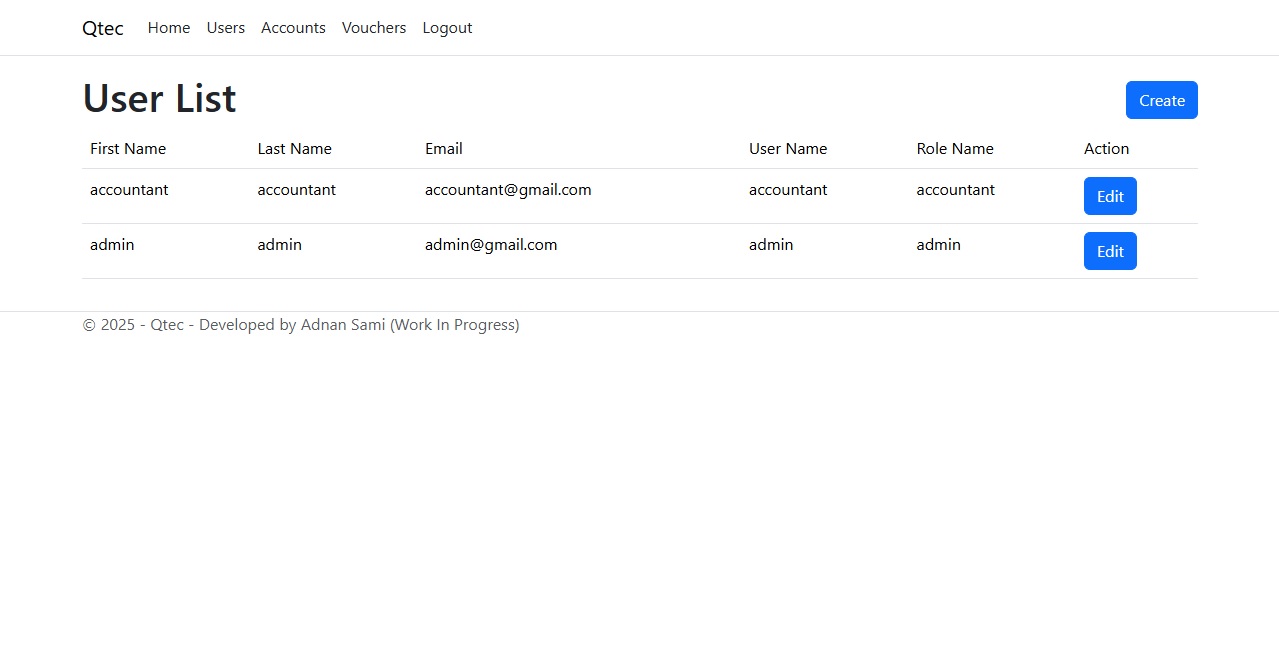 Qtec Home Users Accounts Vouchers Logout
User List Create
First Name Last Name Email User Name Role Name Action
accountant accountant accountant@gmail.com accountant accountant Edit
admin admin admin@gmail.com admin admin Edit
© 2025 - Qtec - Developed by Adnan Sami (Work In Progress)